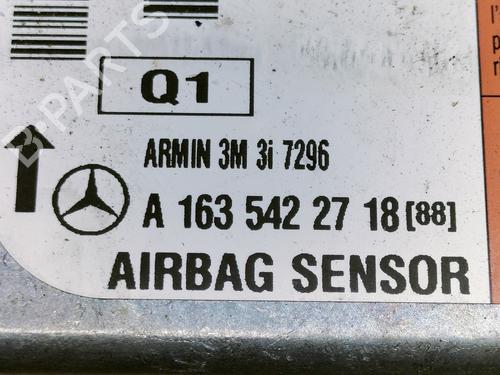 B PARTS
Q1
ARMIN 3M 3i 7296
A 163 542 27 18 [88]
AIRBAG SENSOR